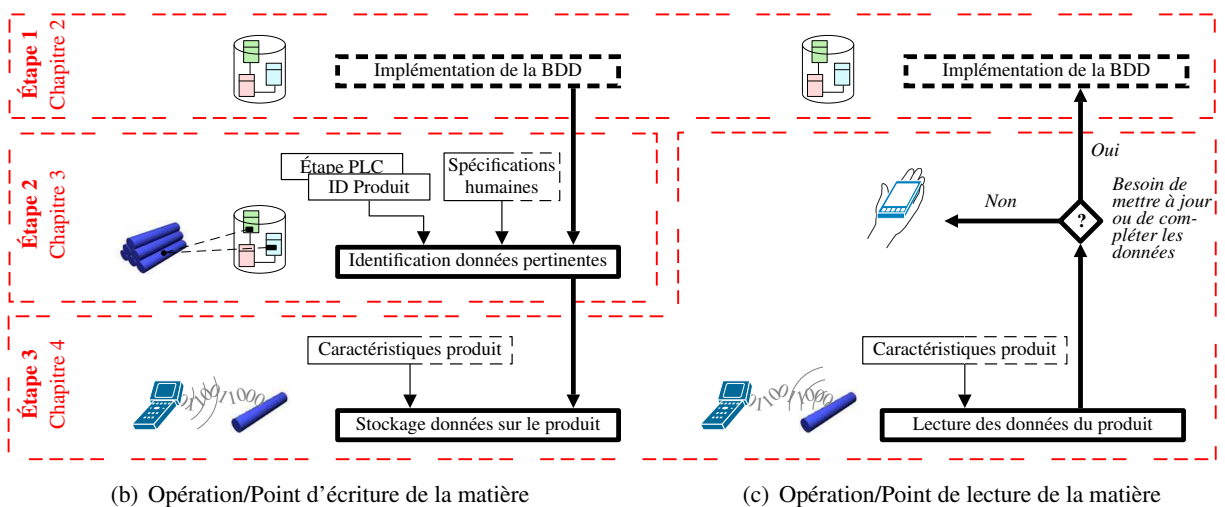 Étape 1
Chapitre 2
Implémentation de la BDD
Implémentation de la BDD
Étape 2
Chapitre 3
Étape PLC
ID Produit
Spécifications
humaines
Identification données pertinentes
Oui
Non
?
Besoin de
mettre à jour
ou de com-
pléter les
données
Étape 3
Chapitre 4
Caractéristiques produit
Stockage données sur le produit
Caractéristiques produit
Lecture des données du produit
(b) Opération/Point d'écriture de la matière
(c) Opération/Point de lecture de la matière